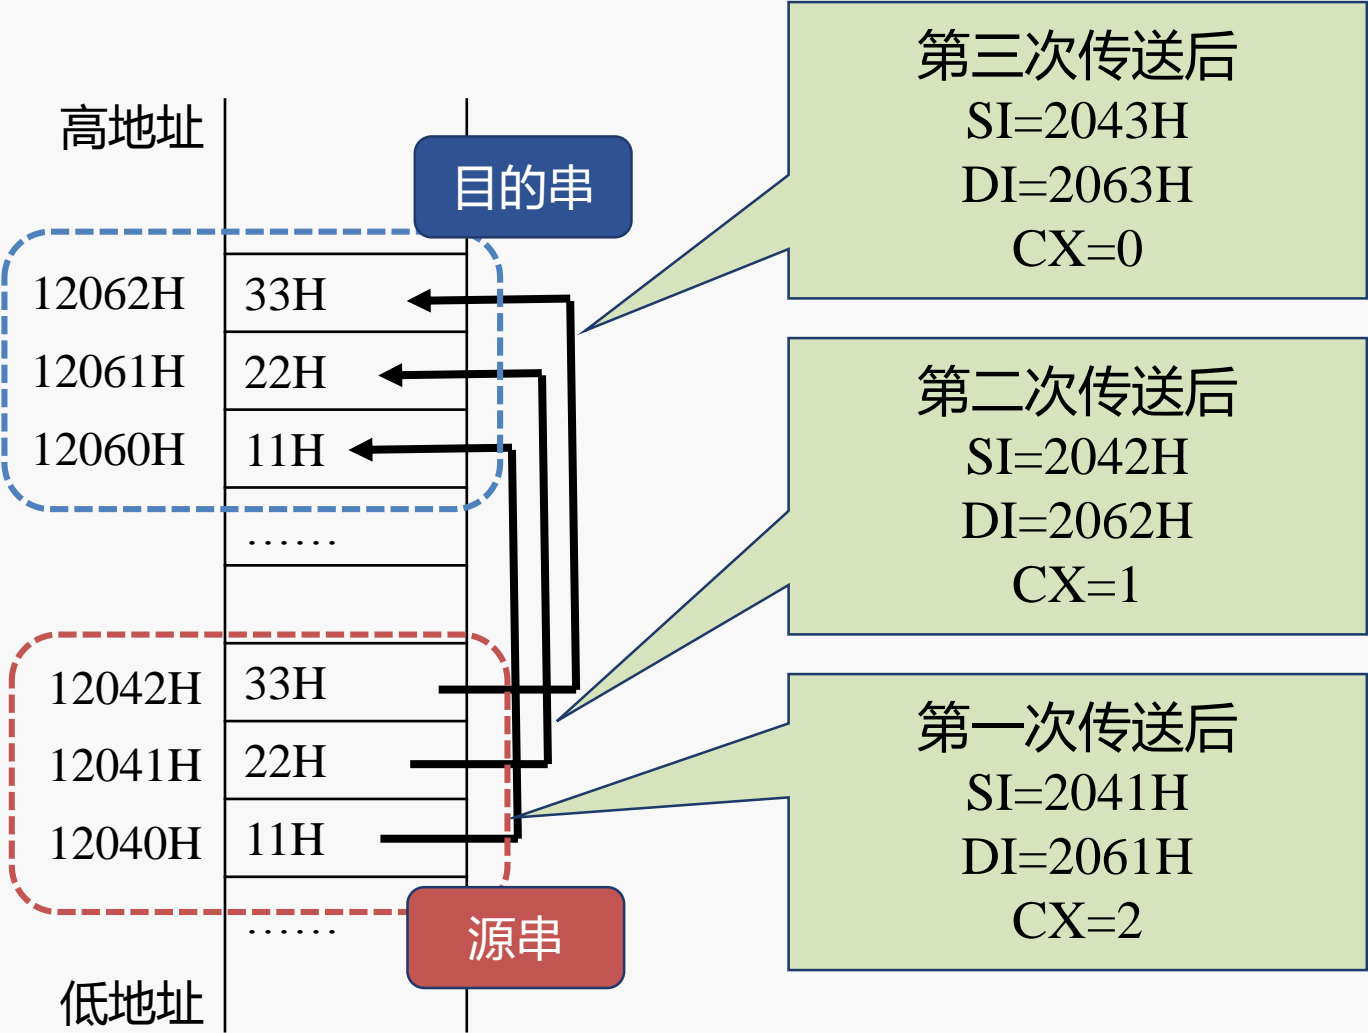 高地址
目的串
12062H 33H
12061H 22H
12060H 11H
......
12042H 33H
12041H 22H
12040H 11H
......
源串
低地址
第三次传送后
SI=2043H
DI=2063H
CX=0
第二次传送后
SI=2042H
DI=2062H
CX=1
第一次传送后
SI=2041H
DI=2061H
CX=2